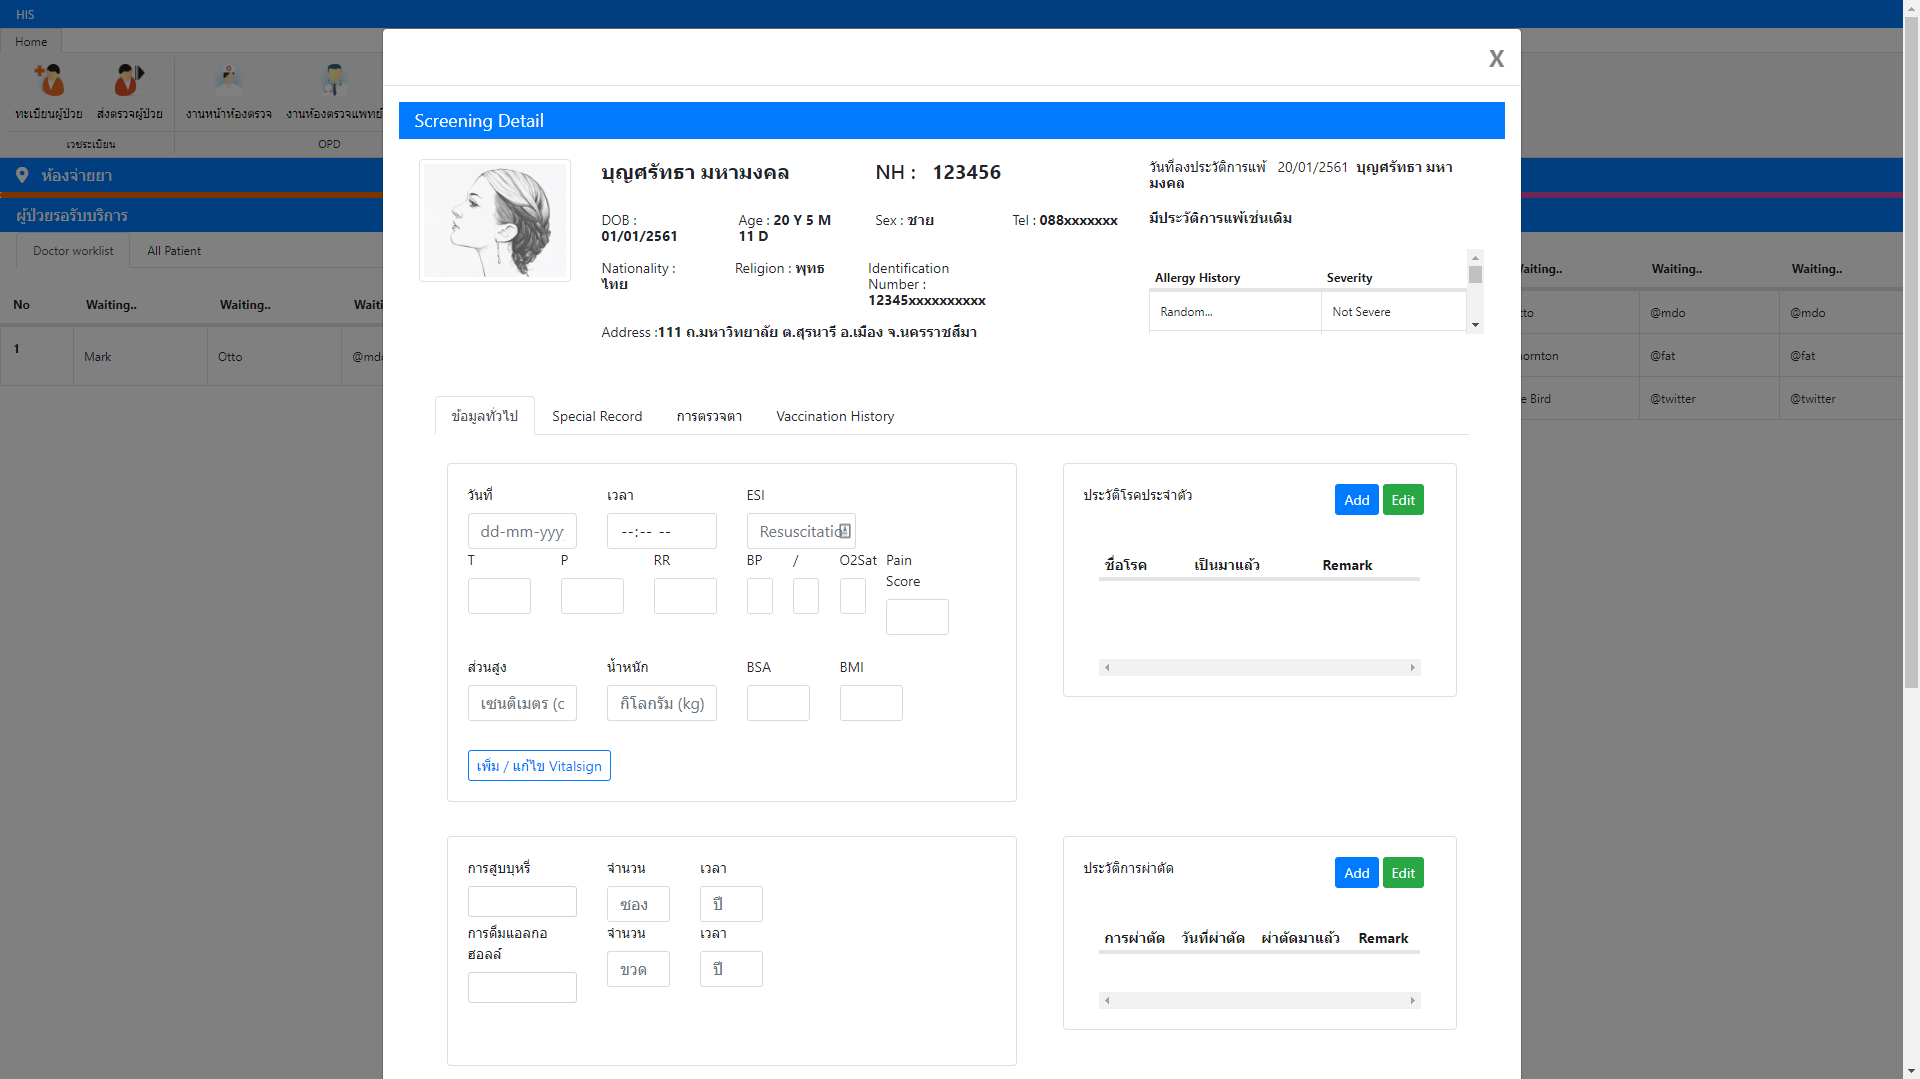 HIS
Home
ทะเบียนผู้ป่วย ส่งตรวจผู้ป่วย งานหน้าห้องตรวจ งานห้องตรวจแพทย์
เวชระเบียน OPD
ห้องจ่ายยา
ผู้ป่วยรอรับบริการ
Doctor worklist All Patient
No Waiting.. Waiting..
1 Mark Otto
X
Screening Detail
บุญศรัทธา มหามงคล NH : 123456
DOB : 01/01/2561
Age : 20 Y 5 M 11 D
Sex : ชาย
Tel : 088xxxxxxx
Nationality : ไทย
Religion : พุทธ
Identification Number : 12345xxxxxxxxxx
Address :111 ถ.มหาวิทยาลัย ต.สุรนารี อ.เมือง จ.นครราชสีมา
วันที่ลงประวัติการแพ้ 20/01/2561 บุญศรัทธา มหา
มงคล
มีประวัติการแพ้เช่นเดิม
Allergy History Severity
Random... Not Severe
Waiting.. Waiting..
@mdo @mdo
@fat @fat
Bird @twitter @twitter
ข้อมูลทั่วไป Special Record การตรวจตา Vaccination History
วันที่ เวลา ESI
dd-mm-yyy --:-- -- Resuscitatio
T P RR BP / O2Sat Pain
Score
ส่วนสูง น้ำหนัก BSA BMI
เซนติเมตร (c กิโลกรัม (kg)
เพิ่ม / แก้ไข Vitalsign
ประวัติโรคประจำตัว Add Edit
ชื่อโรค เป็นมาแล้ว Remark
การสูบบุหรี่ จำนวน เวลา
ซอง ปี
การดื่มแอลกอ จำนวน เวลา
ฮอลล์
ขวด ปี
ประวัติการผ่าตัด Add Edit
การผ่าตัด วันที่ผ่าตัด ผ่าตัดมาแล้ว Remark